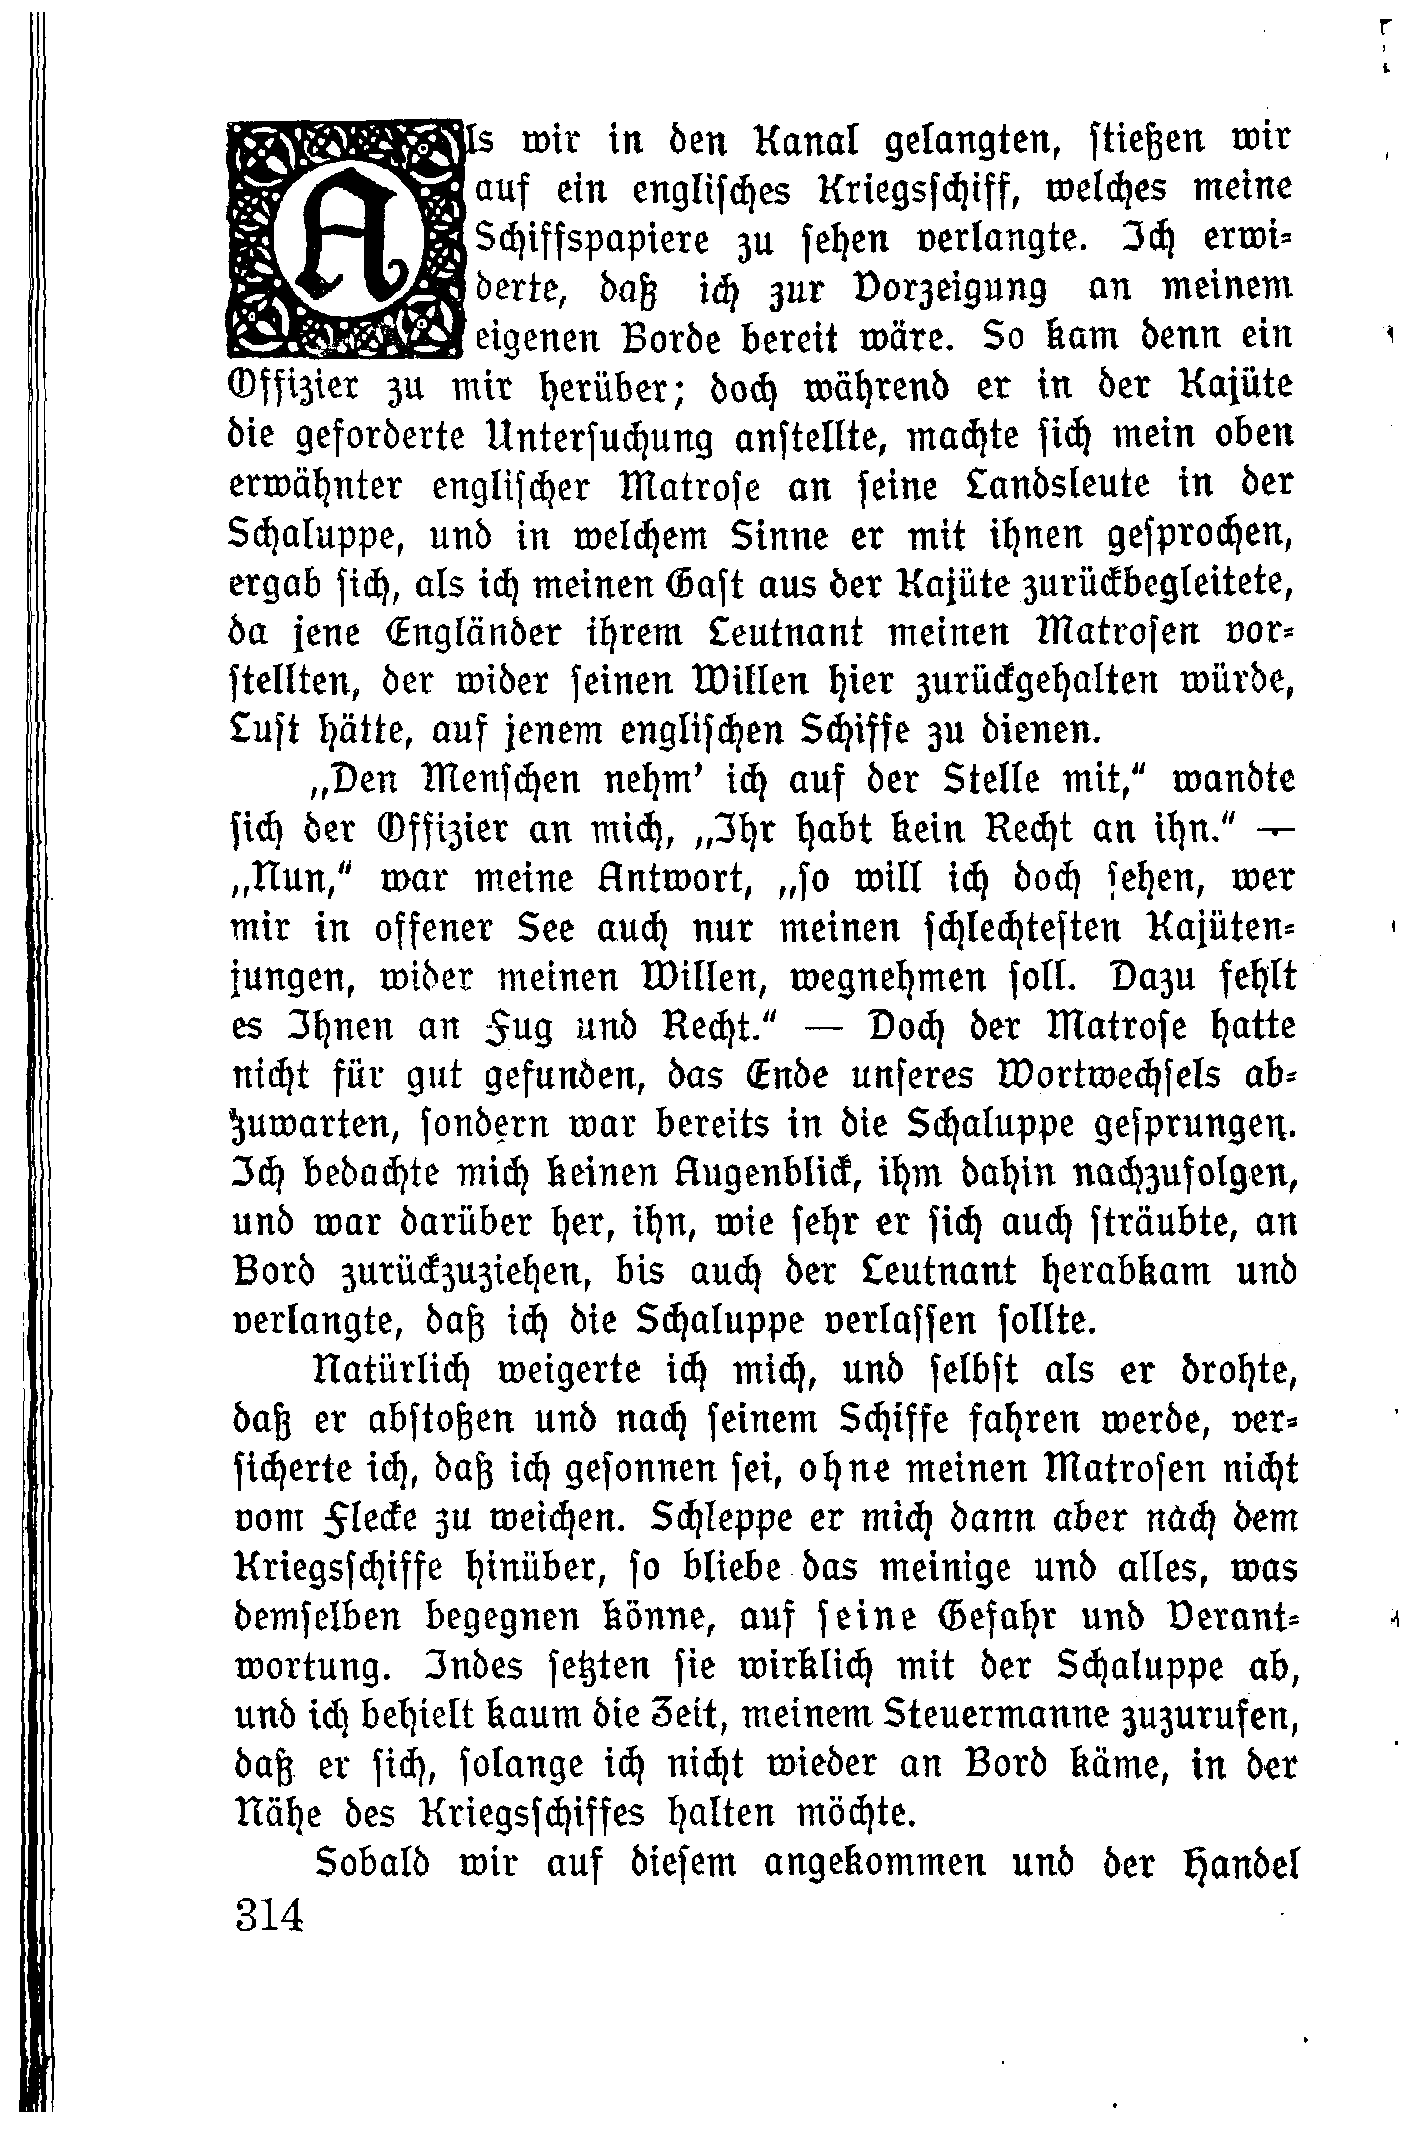 Als wir in den Kanal gelangten, stießen wir
auf ein englisches Kriegsschiff, welches meine
Schiffspapiere zu sehen verlangte. Ich erwi-
derte, daß ich zur Vorzeigung an meinem
eigenen Borde bereit wäre. So kam denn ein
Offizier zu mir herüber; doch während er in der Kajüte
die geforderte Untersuchung anstellte, machte sich mein oben
erwähnter englischer Matrose an seine Landsleute in der
Schaluppe, und in welchem Sinne er mit ihnen gesprochen,
ergab sich, als ich meinen Gast aus der Kajüte zurückbegleitete,
da jene Engländer ihrem Leutnant meinen Matrosen vor-
stellten, der wider seinen Willen hier zurückgehalten würde,
Lust hätte, auf jenem englischen Schiffe zu dienen.
„Den Menschen nehm' ich auf der Stelle mit,“ wandte
sich der Offizier an mich, „Ihr habt kein Recht an ihn.“ —
„Nun,“ war meine Antwort, „so will ich doch sehen, wer
mir in offener See auch nur meinen schlechtesten Kajüten-
jungen, wider meinen Willen, wegnehmen soll. Dazu fehlt
es Ihnen an Fug und Recht.“ — Doch der Matrose hatte
nicht für gut gefunden, das Ende unseres Wortwechsels ab-
zuwarten, sondern war bereits in die Schaluppe gesprungen.
Ich bedachte mich keinen Augenblick, ihm dahin nachzufolgen,
und war darüber her, ihn, wie sehr er sich auch sträubte, an
Bord zurückzuziehen, bis auch der Leutnant herabkam und
verlangte, daß ich die Schaluppe verlassen sollte.
Natürlich weigerte ich mich, und selbst als er drohte,
daß er abstoßen und nach seinem Schiffe fahren werde, ver-
sicherte ich, daß ich gesonnen sei, ohne meinen Matrosen nicht
vom Flecke zu weichen. Schleppe er mich dann aber nach dem
Kriegsschiffe hinüber, so bliebe das meinige und alles, was
demselben begegnen könne, auf seine Gefahr und Verant-
wortung. Indes setzten sie wirklich mit der Schaluppe ab,
und ich behielt kaum die Zeit, meinem Steuermanne zuzurufen,
daß er sich, solange ich nicht wieder an Bord käme, in der
Nähe des Kriegsschiffes halten möchte.
Sobald wir auf diesem angekommen und der Handel
314